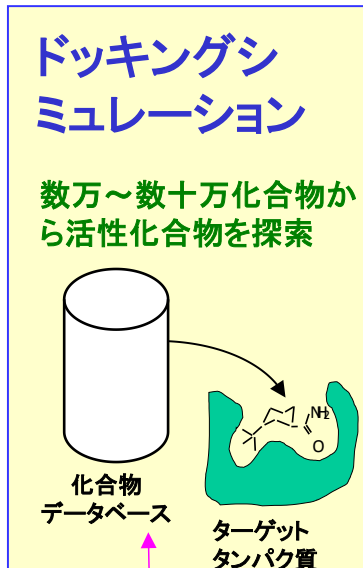 ドッキングシ
ミュレーション
数万～数十万化合物か
ら活性化合物を探索
NH2
O
化合物
データベース
ターゲット
タンパク質